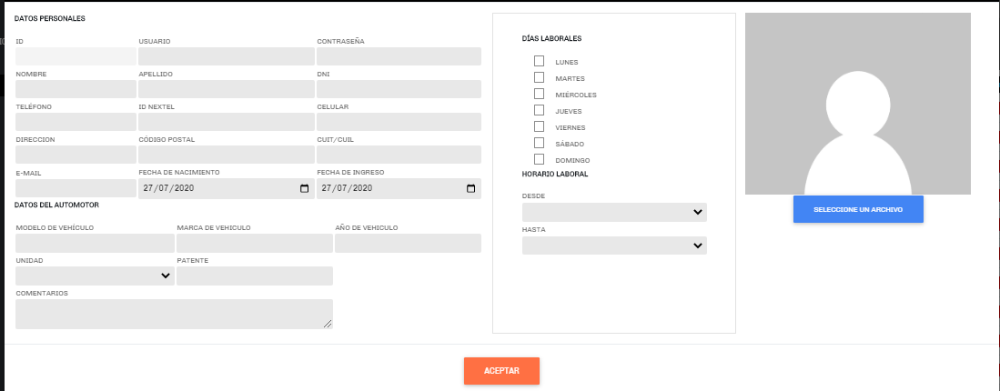 DATOS PERSONALES
ID USUARIO CONTRASEÑA
NOMBRE APELLIDO DNI
TELÉFONO ID NEXTEL CELULAR
DIRECCION CÓDIGO POSTAL CUIT/CUIL
E-MAIL FECHA DE NACIMIENTO FECHA DE INGRESO
27/07/2020 27/07/2020
DATOS DEL AUTOMOTOR
MODELO DE VEHÍCULO MARCA DE VEHICULO AÑO DE VEHICULO
UNIDAD PATENTE
COMENTARIOS
DÍAS LABORALES
LUNES
MARTES
MIÉRCOLES
JUEVES
VIERNES
SÁBADO
DOMINGO
HORARIO LABORAL
DESDE
HASTA
SELECCIONE UN ARCHIVO
ACEPTAR